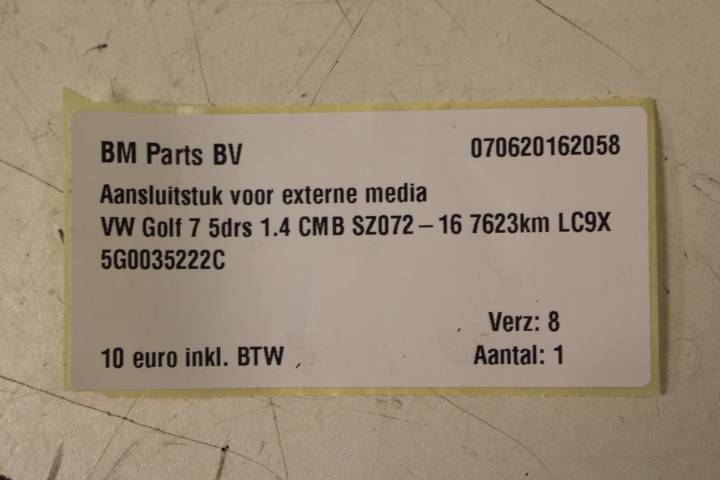 BM Parts BV 070620162058
Aansluitstuk voor externe media
VW Golf 7 5drs 1.4 CMB SZ072 – 16 7623km LC9X
5G0035222C
Verz: 8
10 euro inkl. BTW Aantal: 1